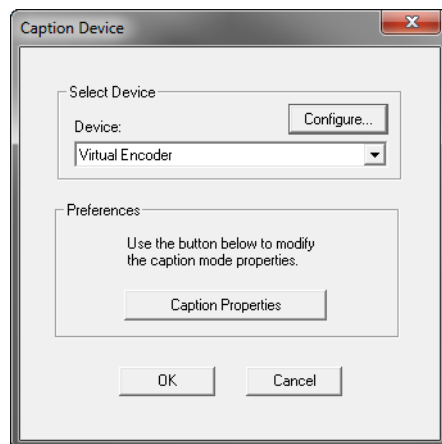 Caption Device
Select Device
Configure...
Device:
Virtual Encoder
Preferences
Use the button below to modify
the caption mode properties.
Caption Properties
OK
Cancel